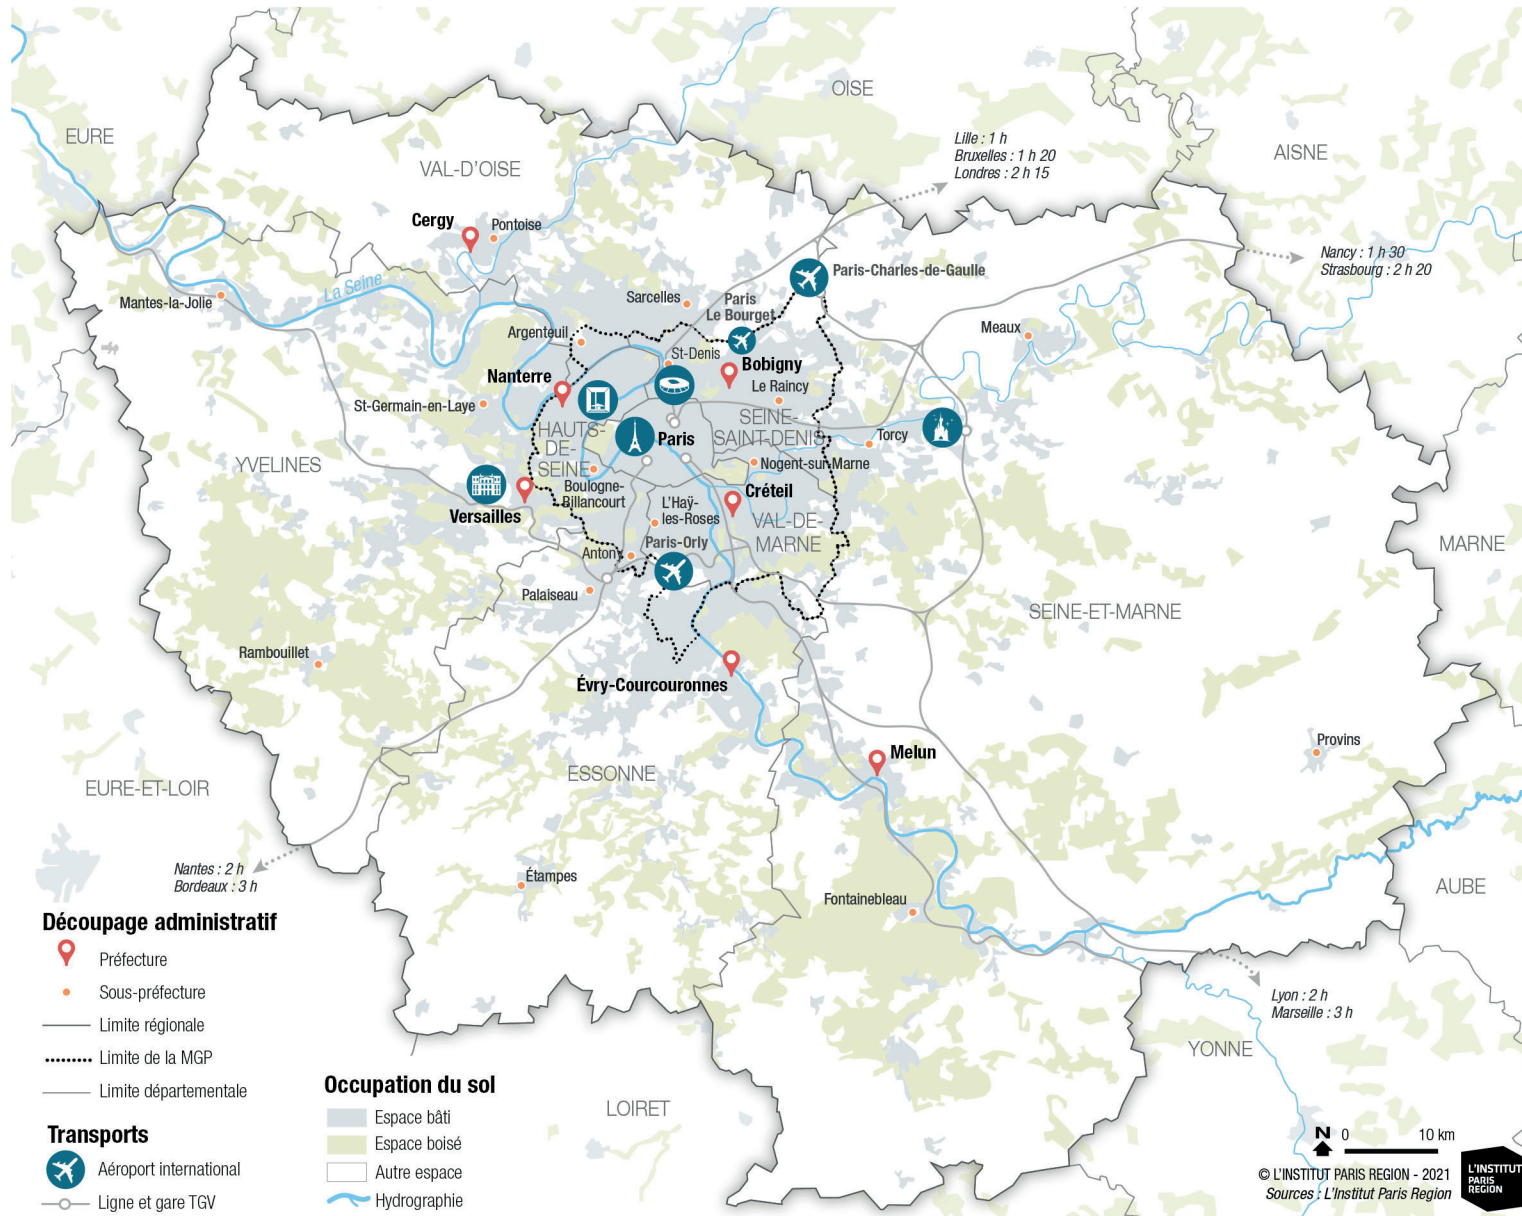 OISE
EURE
AISNE
Lille : 1 h
Bruxelles : 1 h 20
Londres : 2 h 15
VAL-D'OISE
Cergy
Pontoise
Nancy : 1 h 30
Strasbourg : 2 h 20
Paris-Charles-de-Gaulle
La Seine
Mantes-la-Jolie
Sarcelles
Paris
Le Bourget
Argenteuil
Meaux
St-Denis
Bobigny
Nanterre
Le Raincy
St-Germain-en-Laye
SEINE-
SAINT-DENIS
HAUTS-
DE-
SEINE
Paris
Torcy
YVELINES
Nogent-sur-Marne
Boulogne-
Billancourt
Créteil
Versailles
L'Haÿ-
les-Roses
VAL-DE-
MARNE
Antony
Paris-Orly
MARNE
Palaiseau
SEINE-ET-MARNE
Rambouillet
Évry-Courcouronnes
Provins
Melun
ESSONNE
EURE-ET-LOIR
Nantes : 2 h
Bordeaux : 3 h
Étampes
Fontainebleau
AUBE
Lyon : 2 h
Marseille : 3 h
YONNE
LOIRET
Découpage administratif
Préfecture
Sous-préfecture
Limite régionale
Limite de la MGP
Limite départementale
Transports
Aéroport international
Ligne et gare TGV
Occupation du sol
Espace bâti
Espace boisé
Autre espace
Hydrographie
N 0 10 km
© L'INSTITUT PARIS REGION - 2021
Sources : L'Institut Paris Region
L'INSTITUT
PARIS
REGION